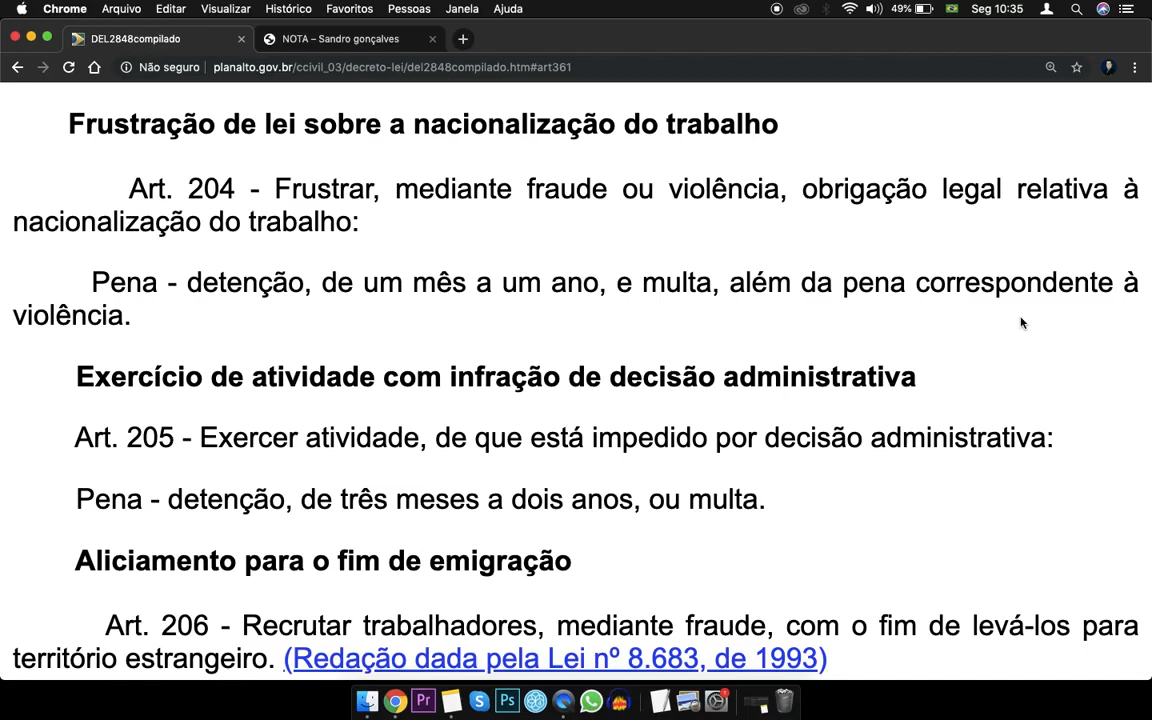 Chrome Arquivo Editar Visualizar Histórico Favoritos Pessoas Janela Ajuda 49% Seg 10:35
DEL2848compilado NOTA – Sandro gonçalves
Não seguro planalto.gov.br/ccivil_03/decreto-lei/del2848compilado.htm#art361
Frustração de lei sobre a nacionalização do trabalho
Art. 204 - Frustrar, mediante fraude ou violência, obrigação legal relativa à
nacionalização do trabalho:
Pena - detenção, de um mês a um ano, e multa, além da pena correspondente à
violência.
Exercício de atividade com infração de decisão administrativa
Art. 205 - Exercer atividade, de que está impedido por decisão administrativa:
Pena - detenção, de três meses a dois anos, ou multa.
Aliciamento para o fim de emigração
Art. 206 - Recrutar trabalhadores, mediante fraude, com o fim de levá-los para
território estrangeiro. (Redação dada pela Lei nº 8.683, de 1993)
Pr Ps